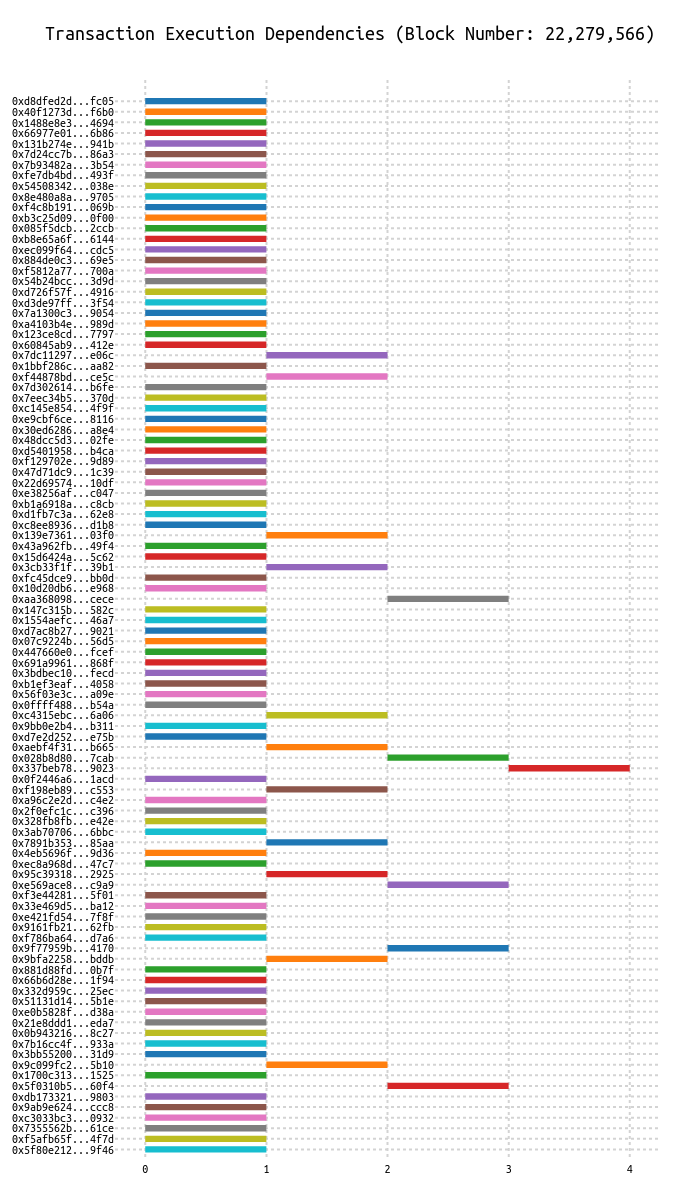 Transaction Execution Dependencies (Block Number: 22,279,566)
0xd8dfed2d...fc05
0x40f1273d...f6b0
0x1488e8e3...4694
0x66977e01...6b86
0x131b274e...941b
0x7d24cc7b...86a3
0x7b93482a...3b54
0xfe7db4bd...493f
0x54508342...038e
0x8e480a8a...9705
0xf4c8b191...069b
0xb3c25d09...0f00
0x085f5dcb...2ccb
0xb8e65a6f...6144
0xec099f64...cdc5
0x884de0c3...69e5
0xf5812a77...700a
0x54b24bcc...3d9d
0xd726f57f...4916
0xd3de97ff...3f54
0x7a1300c3...9054
0xa4103b4e...989d
0x123ce8cd...7797
0x60845ab9...412e
0x7dc11297...e06c
0x1bbf286c...aa82
0xf44878bd...ce5c
0x7d302614...b6fe
0x7eec34b5...370d
0xc145e854...4f9f
0xe9cbf6ce...8116
0x30ed6286...a8e4
0x48dcc5d3...02fe
0xd5401958...b4ca
0xf129702e...9d89
0x47d71dc9...1c39
0x22d69574...10df
0xe38256af...c047
0xb1a6918a...c8cb
0xd1fb7c3a...62e8
0xc8ee8936...d1b8
0x139e7361...03f0
0x43a962fb...49f4
0x15d6424a...5c62
0x3cb33f1f...39b1
0xfc45dce9...bb0d
0x10d20db6...e968
0xaa368098...cece
0x147c315b...582c
0x1554aefc...46a7
0xd7ac8b27...9021
0x07c9224b...56d5
0x447660e0...fcef
0x691a9961...868f
0x3bdbec10...fecd
0xb1ef3eaf...4058
0x56f03e3c...a09e
0x0ffff488...b54a
0xc4315ebc...6a06
0x9bb0e2b4...b311
0xd7e2d252...e75b
0xaebf4f31...b665
0x028b8d80...7cab
0x337beb78...9023
0x0f2446a6...1acd
0xf198eb89...c553
0xa96c2e2d...c4e2
0x2f0efc1c...c396
0x328fb8fb...e42e
0x3ab70706...6bbc
0x7891b353...85aa
0x4eb5696f...9d36
0xec8a968d...47c7
0x95c39318...2925
0xe569ace8...c9a9
0xf3e44281...5f01
0x33e469d5...ba12
0xe421fd54...7f8f
0x9161fb21...62fb
0xf786ba64...d7a6
0x9f77959b...4170
0x9bfa2258...bddb
0x881d88fd...0b7f
0x66b6d28e...1f94
0x332d959c...25ec
0x51131d14...5b1e
0xe0b5828f...d38a
0x21e8ddd1...eda7
0x0b943216...8c27
0x7b16cc4f...933a
0x3bb55200...31d9
0x9c099fc2...5b10
0x1700c313...1525
0x5f0310b5...60f4
0xdb173321...9803
0x9ab9e624...ccc8
0xc3033bc3...0932
0x7355562b...61ce
0xf5afb65f...4f7d
0x5f80e212...9f46
0 1 2 3 4